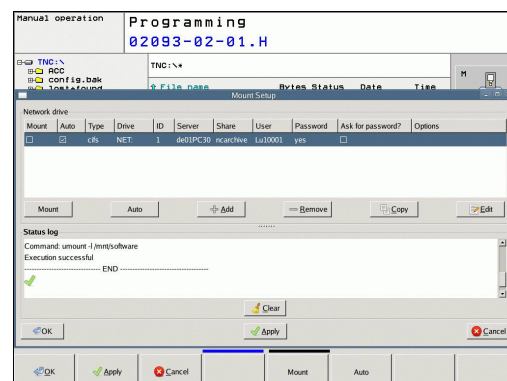 Manual operation
Programming
02093-02-01.H
TNC:\
ACC
config.bak
lost+found
TNC:\*
File name Bytes Status Date Time
M
Mount Setup
Network drive
Mount Auto Type Drive ID Server Share User Password Ask for password? Options
cifs NET: 1 de01PC30 ncarchive Lu10001 yes
Mount Auto Add Remove Copy Edit
Status log
Command: umount -l /mnt/software
Execution successful
---------------------------- END --------------------------------
Clear
OK Apply Cancel
OK Apply Cancel Mount Auto